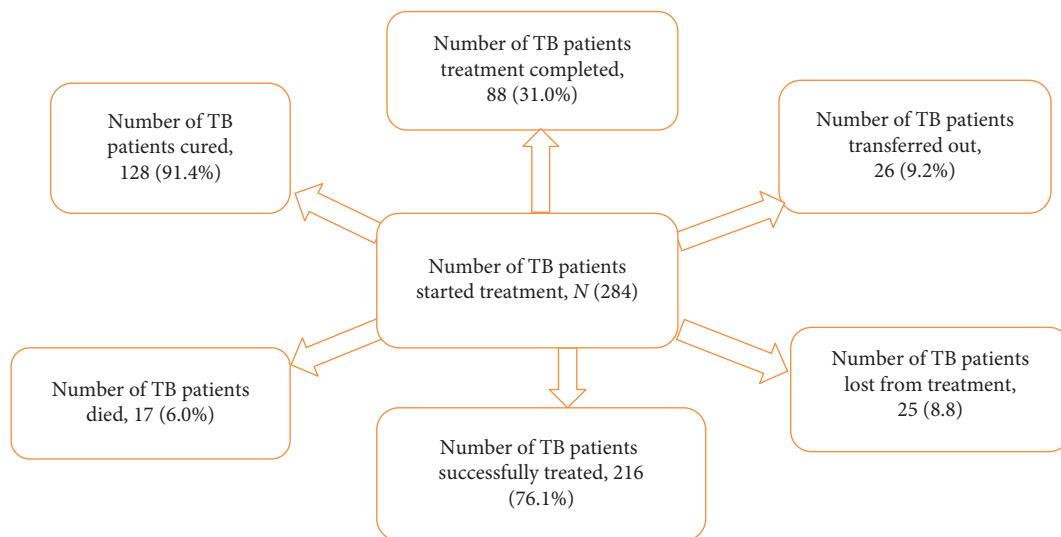 Number of TB patients
treatment completed,
88 (31.0%)
Number of TB
patients cured,
128 (91.4%)
Number of TB patients
transferred out,
26 (9.2%)
Number of TB patients
started treatment, N (284)
Number of TB patients
died, 17 (6.0%)
Number of TB patients
lost from treatment,
25 (8.8)
Number of TB patients
successfully treated, 216
(76.1%)